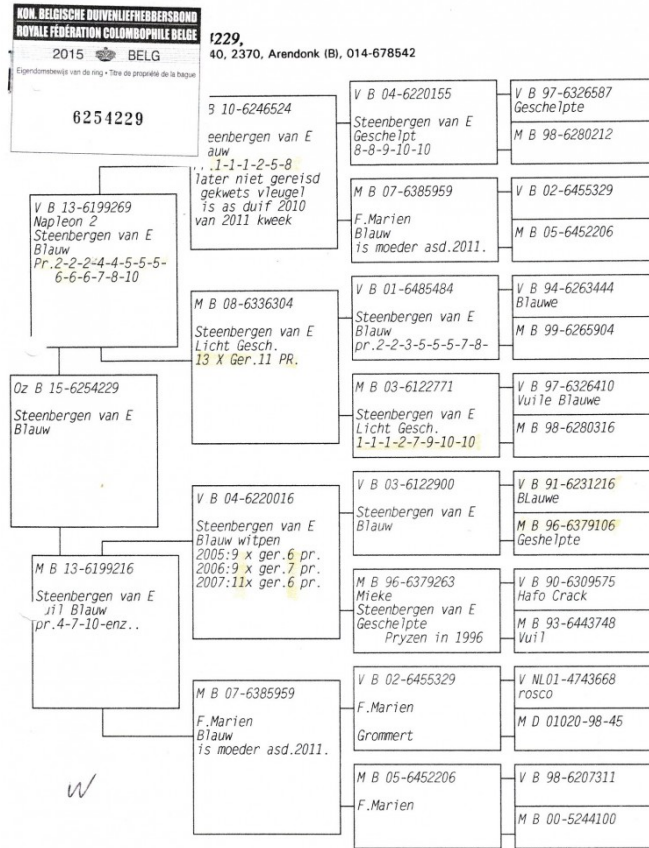 KON. BELGISCHE DUIVENLIEFHEBBERSBOND
ROYALE FÉDÉRATION COLOMBOPHILE BELGE
2015 BELG
Eigendomsbewijs van de ring • Titre de propriété de la bague
6254229
4229,
40, 2370, Arendonk (B), 014-678542
B 10-6246524
eenbergen van E
auw
.1-1-1-2-5-8
later niet gereisd
gekwets vleugel
is as duif 2010
van 2011 kweek
V B 04-6220155
Steenbergen van E
Geschelpt
8-8-9-10-10
V B 97-6326587
Geschelpte
M B 98-6280212
M B 07-6385959
F.Marien
Blauw
is moeder asd.2011.
V B 02-6455329
M B 05-6452206
V B 13-6199269
Napleon 2
Steenbergen van E
Blauw
Pr.2-2-2-4-4-5-5-5-
6-6-6-7-8-10
M B 08-6336304
Steenbergen van E
Licht Gesch.
13 X Ger.11 PR.
V B 01-6485484
Steenbergen van E
Blauw
pr.2-2-3-5-5-5-7-8-
V B 94-6263444
Blauwe
M B 99-6265904
M B 03-6122771
Steenbergen van E
Licht Gesch.
1-1-1-2-7-9-10-10
V B 97-6326410
Vuile Blauwe
M B 98-6280316
Oz B 15-6254229
Steenbergen van E
Blauw
V B 04-6220016
Steenbergen van E
Blauw witpen
2005:9 x ger.6 pr.
2006:9 x ger.7 pr.
2007:11x ger.6 pr.
V B 03-6122900
Steenbergen van E
Blauw
V B 91-6231216
BLauwe
M B 96-6379106
Geshelpte
M B 13-6199216
Steenbergen van E
uil Blauw
pr.4-7-10-enz..
M B 96-6379263
Mieke
Steenbergen van E
Geschelpte
Pryzen in 1996
V B 90-6309575
Hafo Crack
M B 93-6443748
Vuil
M B 07-6385959
F.Marien
Blauw
is moeder asd.2011.
V B 02-6455329
F.Marien
Grommert
V NL01-4743668
rosco
M D 01020-98-45
M B 05-6452206
F.Marien
V B 98-6207311
M B 00-5244100